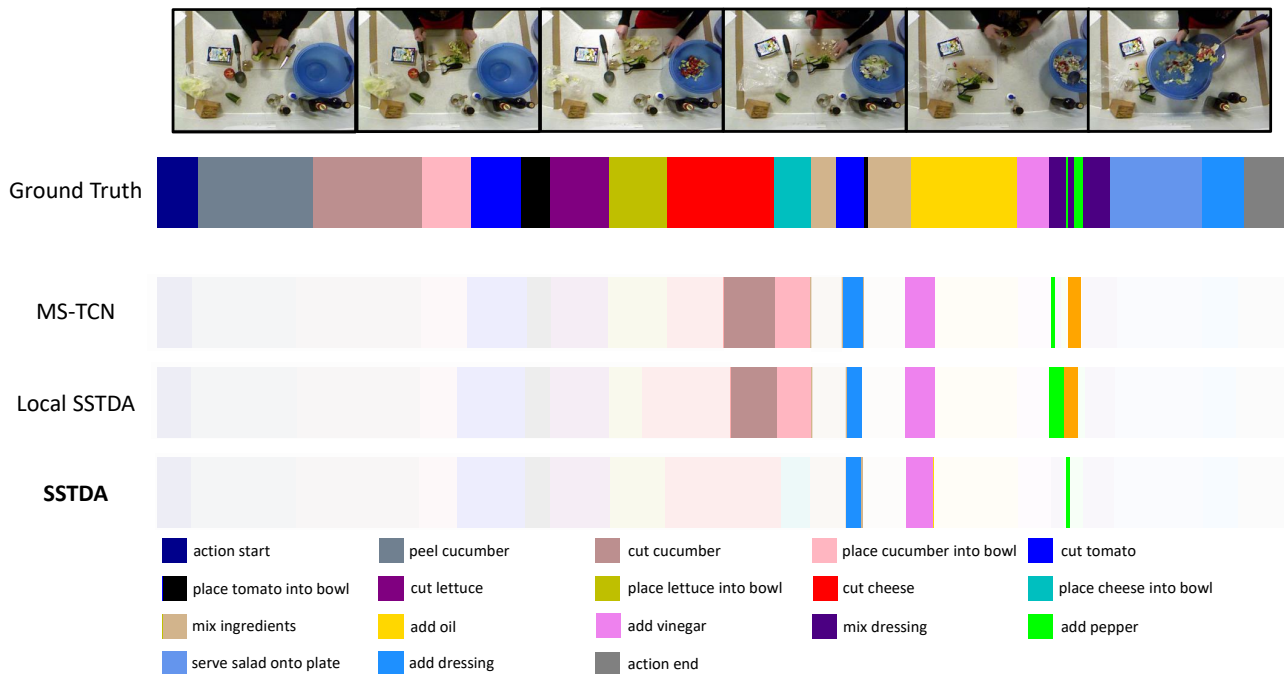 Ground Truth
MS-TCN
Local SSTDA
SSTDA
action start
peel cucumber
cut cucumber
place cucumber into bowl
cut tomato
place tomato into bowl
cut lettuce
place lettuce into bowl
cut cheese
place cheese into bowl
mix ingredients
add oil
add vinegar
mix dressing
add pepper
serve salad onto plate
add dressing
action end